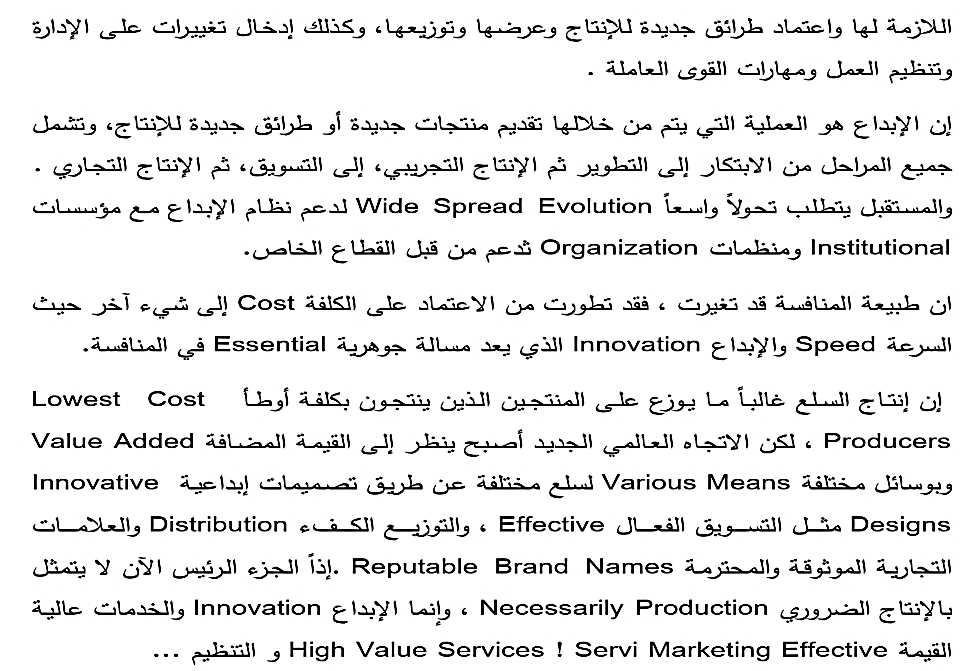 اللازمة لها واعتماد طرائق جديدة للإنتاج وعرضها وتوزيعها، وكذلك إدخال تغييرات على الإدارة
وتنظيم العمل ومهارات القوى العاملة .
إن الإبداع هو العملية التي يتم من خلالها تقديم منتجات جديدة أو طرائق جديدة للإنتاج، وتشمل
جميع المراحل من الابتكار إلى التطوير ثم الإنتاج التجريبي، إلى التسويق، ثم الإنتاج التجاري .
والمستقبل يتطلب تحولاً واسعاً Wide Spread Evolution لدعم نظام الإبداع مع مؤسسات
Institutional ومنظمات Organization تُدعم من قبل القطاع الخاص.
ان طبيعة المنافسة قد تغيرت ، فقد تطورت من الاعتماد على الكلفة Cost إلى شيء آخر حيث
السرعة Speed والإبداع Innovation الذي يعد مسالة جوهرية Essential في المنافسة.
إن إنتاج السلع غالباً ما يوزع على المنتجين الذين ينتجون بكلفة أوطأ Lowest Cost
Producers ، لكن الاتجاه العالمي الجديد أصبح ينظر إلى القيمة المضافة Value Added
وبوسائل مختلفة Various Means لسلع مختلفة عن طريق تصميمات إبداعية Innovative
Designs مثل التسويق الفعال Effective ، والتوزيع الكفء Distribution والعلامات
التجارية الموثوقة والمحترمة Reputable Brand Names .إذاً الجزء الرئيس الآن لا يتمثل
بالإنتاج الضروري Necessarily Production ، وإنما الإبداع Innovation والخدمات عالية
القيمة High Value Services ! Servi Marketing Effective و التنظيم ...